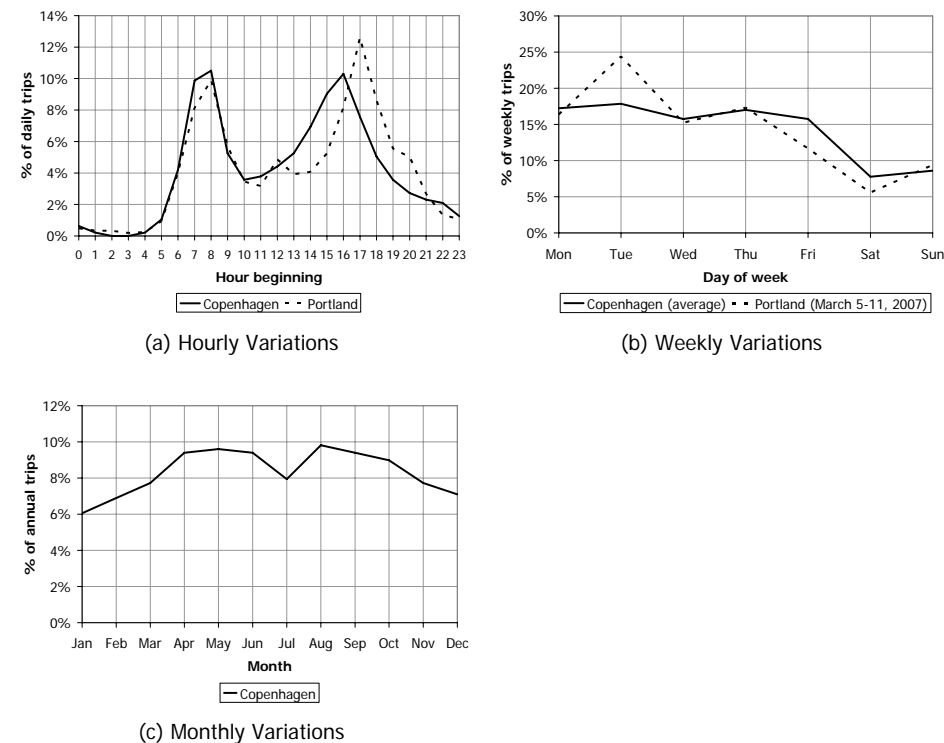 14%
12%
10%
8%
6%
4%
2%
0%
% of daily trips
0 1 2 3 4 5 6 7 8 9 10 11 12 13 14 15 16 17 18 19 20 21 22 23
Hour beginning
Copenhagen Portland
(a) Hourly Variations
30%
25%
20%
15%
10%
5%
0%
% of weekly trips
Mon Tue Wed Thu Fri Sat Sun
Day of week
Copenhagen (average) Portland (March 5-11, 2007)
(b) Weekly Variations
12%
10%
8%
6%
4%
2%
0%
% of annual trips
Jan Feb Mar Apr May Jun Jul Aug Sep Oct Nov Dec
Month
Copenhagen
(c) Monthly Variations